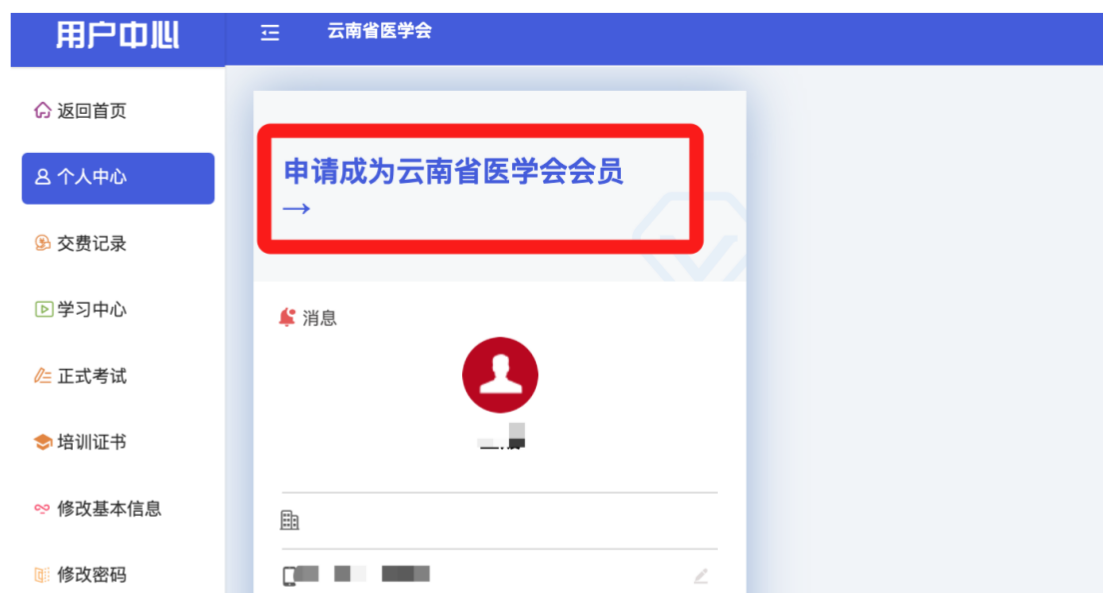 用户中心
云南省医学会
返回首页
个人中心
交费记录
学习中心
正式考试
培训证书
修改基本信息
修改密码
申请成为云南省医学会会员
→
消息